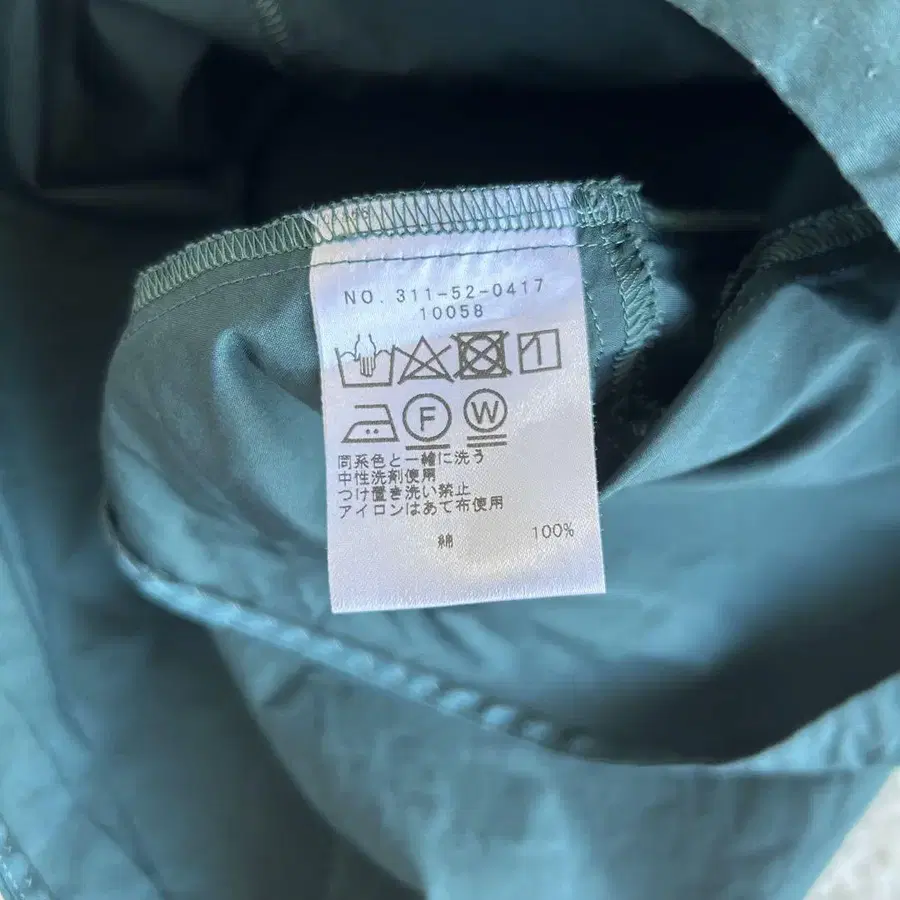 NO. 311-52-0417
10058
F W
同系色と一緒に洗う
中性洗剤使用
つけ置き洗い禁止
アイロンはあて布使用
綿 100%